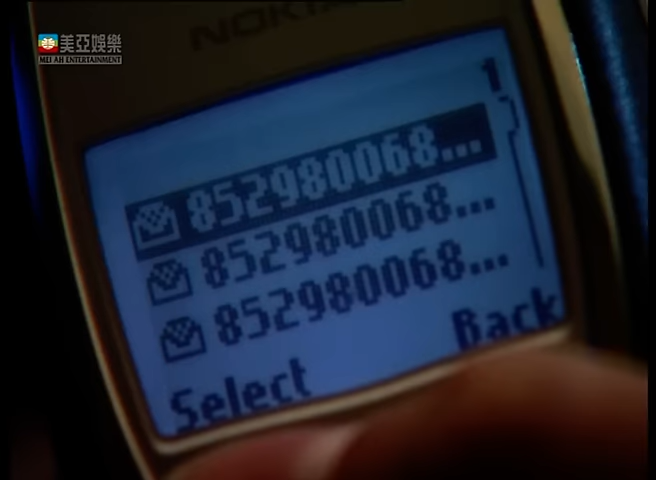 美亞娛樂
MEI AH ENTERTAINMENT
NOKIA
1
852980068...
852980068...
852980068...
Select
Back